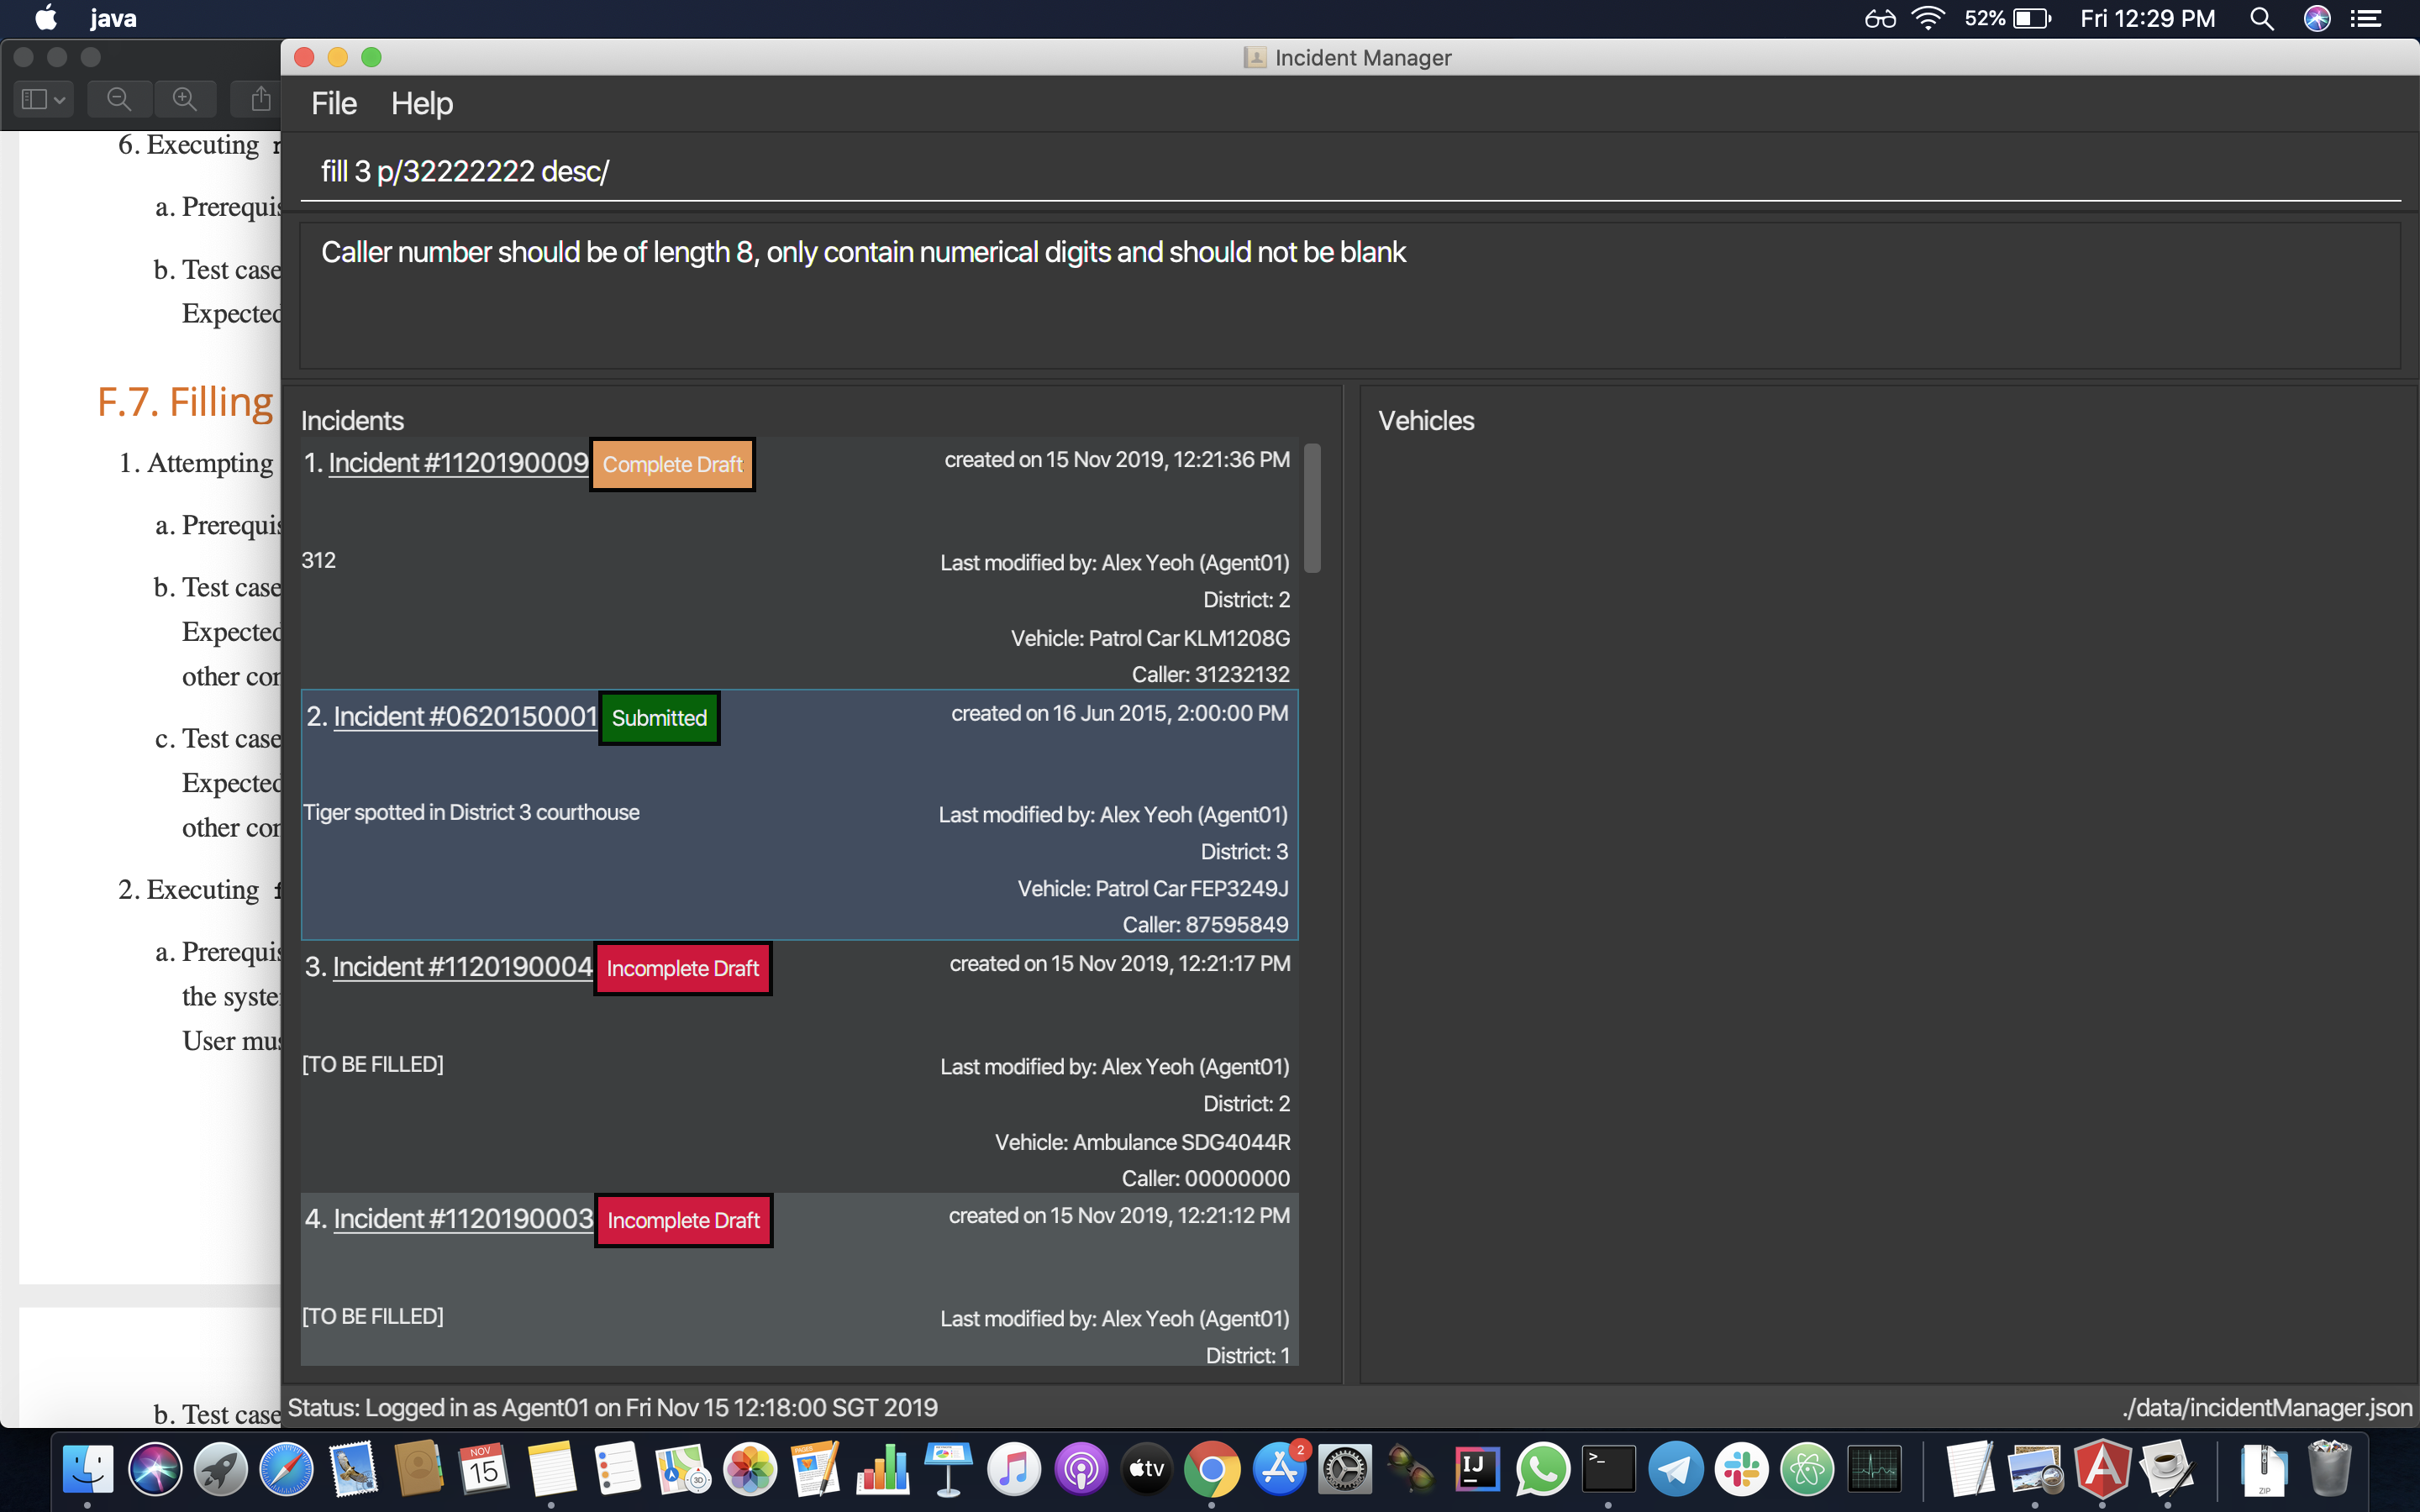 java
52%
Fri 12:29 PM
Incident Manager
File Help
fill 3 p/32222222 desc/
Caller number should be of length 8, only contain numerical digits and should not be blank
6. Executing
a. Prerequis
b. Test case
Expected
F.7. Filling
1. Attempting
a. Prerequis
b. Test case
Expected
other con
c. Test case
Expected
other con
2. Executing
a. Prerequis
the syste
User mus
b. Test case
Incidents
1. Incident #1120190009 Complete Draft created on 15 Nov 2019, 12:21:36 PM
312 Last modified by: Alex Yeoh (Agent01)
District: 2
Vehicle: Patrol Car KLM1208G
Caller: 31232132
2. Incident #0620150001 Submitted created on 16 Jun 2015, 2:00:00 PM
Tiger spotted in District 3 courthouse Last modified by: Alex Yeoh (Agent01)
District: 3
Vehicle: Patrol Car FEP3249J
Caller: 87595849
3. Incident #1120190004 Incomplete Draft created on 15 Nov 2019, 12:21:17 PM
[TO BE FILLED] Last modified by: Alex Yeoh (Agent01)
District: 2
Vehicle: Ambulance SDG4044R
Caller: 00000000
4. Incident #1120190003 Incomplete Draft created on 15 Nov 2019, 12:21:12 PM
[TO BE FILLED] Last modified by: Alex Yeoh (Agent01)
District: 1
Vehicles
Status: Logged in as Agent01 on Fri Nov 15 12:18:00 SGT 2019
./data/incidentManager.json
NOV
15
PAGES
tv
2
IJ
>_
ZIP